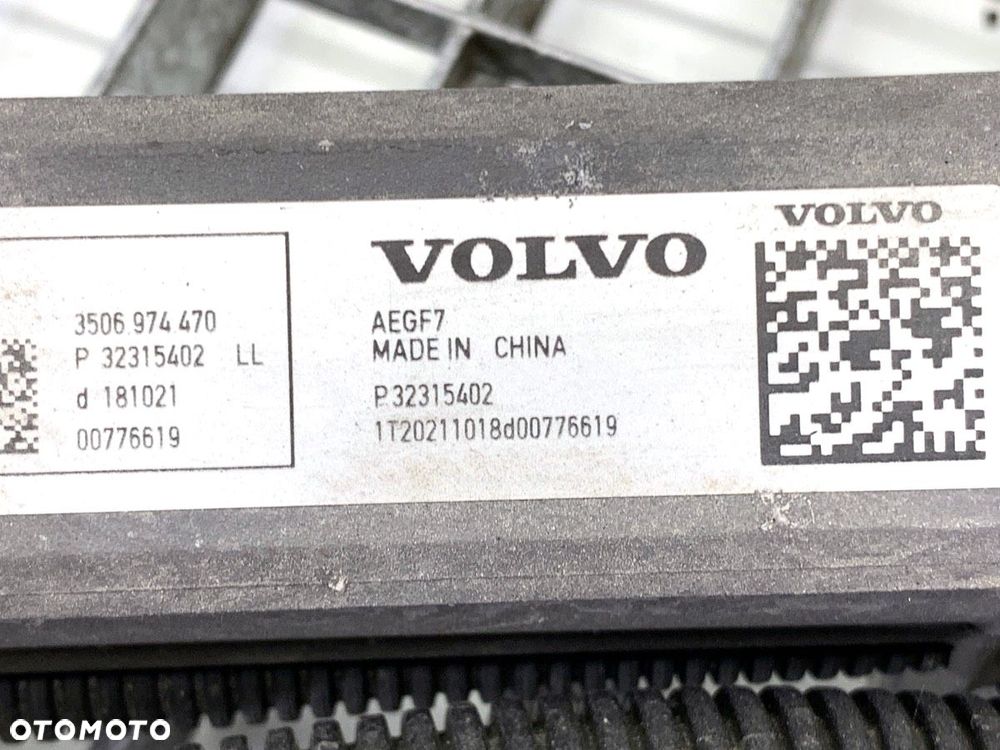 3506 974 470
P 32315402 LL
d 181021
00776619
VOLVO
AEGF7
MADE IN CHINA
P 32315402
1T20211018d00776619
VOLVO
OTOMOTO